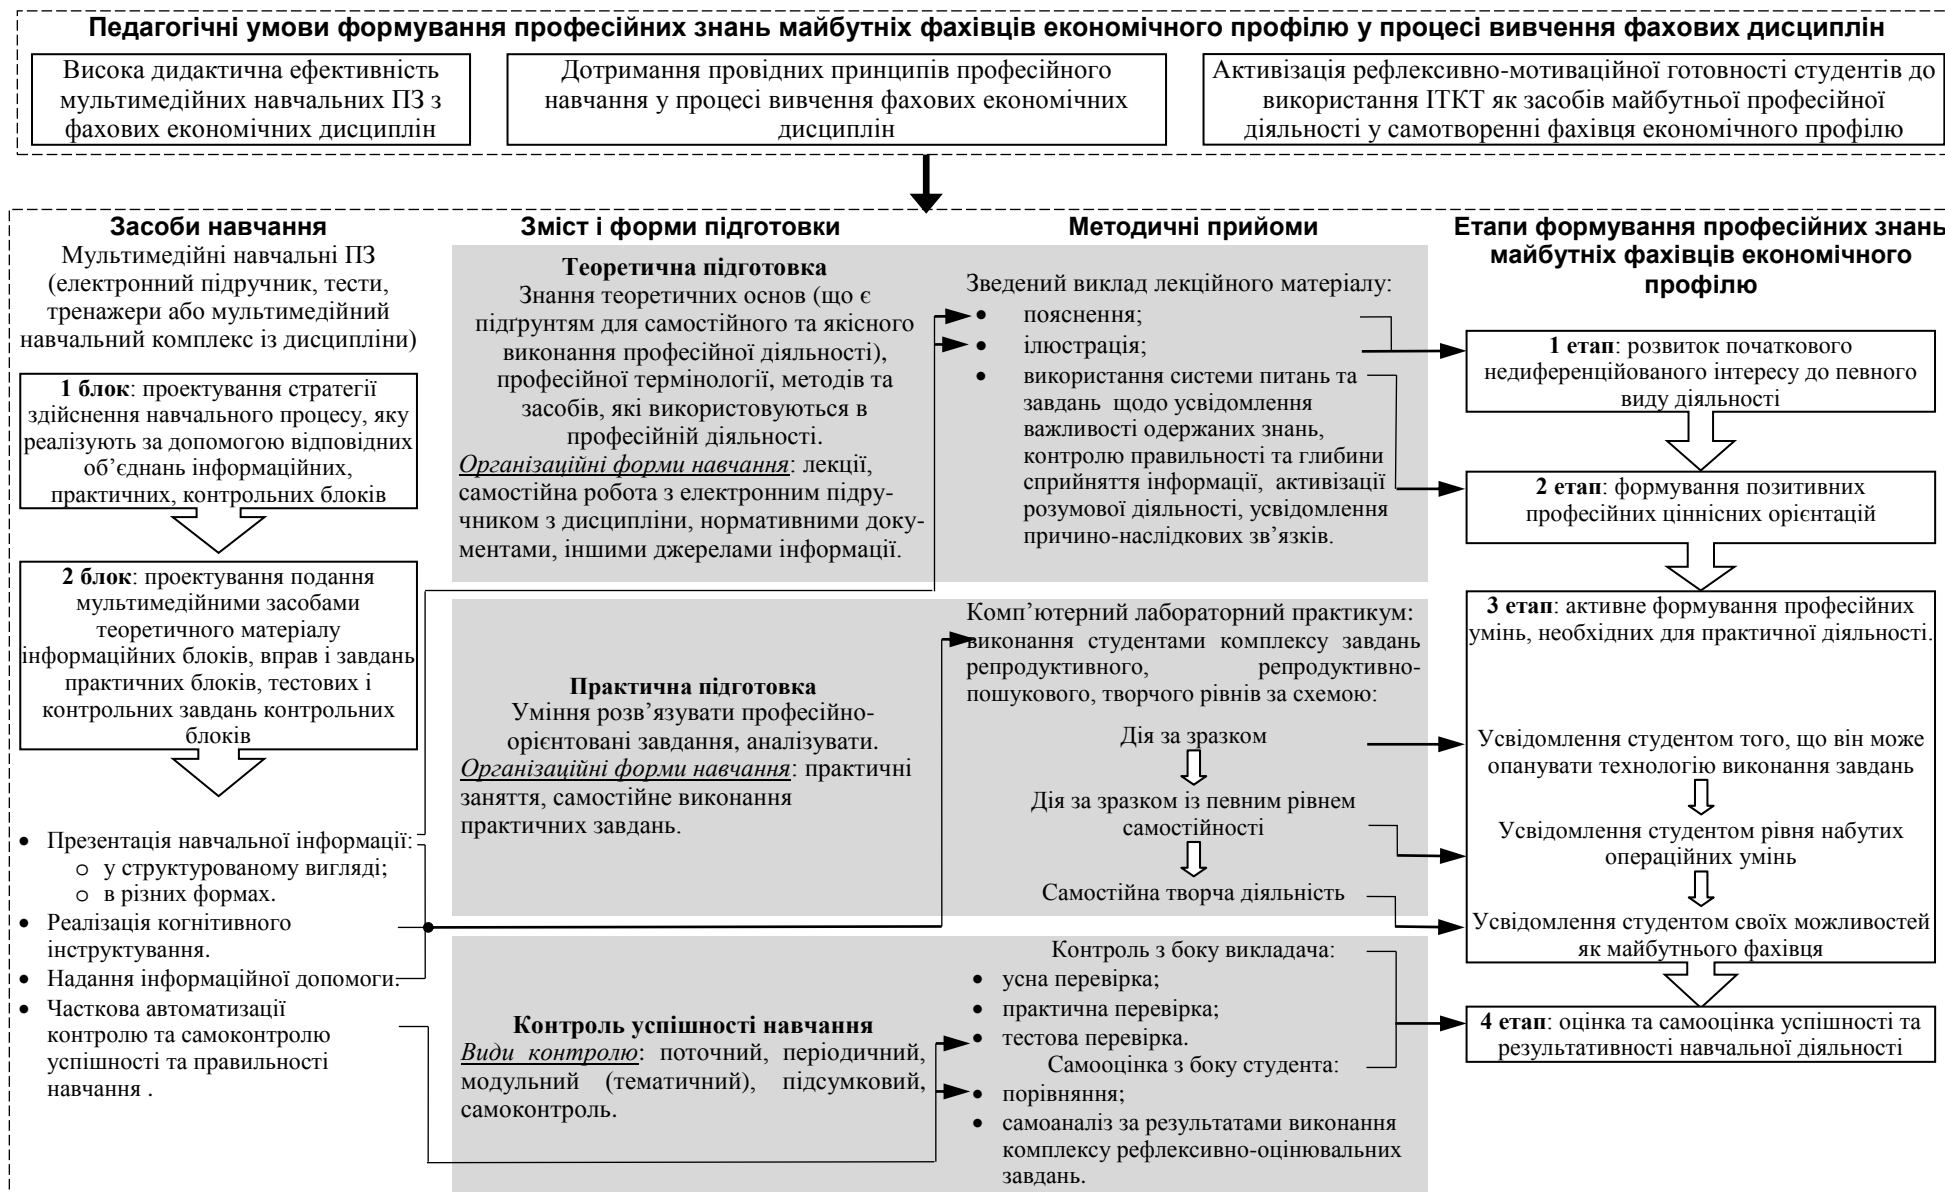 Педагогічні умови формування професійних знань майбутніх фахівців економічного профілю у процесі вивчення фахових дисциплін
Висока дидактична ефективність
мультимедійних навчальних ПЗ з
фахових економічних дисциплін
Дотримання провідних принципів професійного
навчання у процесі вивчення фахових економічних
дисциплін
Активізація рефлексивно-мотиваційної готовності студентів до
використання ІТКТ як засобів майбутньої професійної
діяльності у самотворенні фахівця економічного профілю
Засоби навчання
Мультимедійні навчальні ПЗ
(електронний підручник, тести,
тренажери або мультимедійний
навчальний комплекс із дисципліни)
1 блок: проектування стратегії
здійснення навчального процесу, яку
реалізують за допомогою відповідних
об’єднань інформаційних,
практичних, контрольних блоків
2 блок: проектування подання
мультимедійними засобами
теоретичного матеріалу
інформаційних блоків, вправ і завдань
практичних блоків, тестових і
контрольних завдань контрольних
блоків
• Презентація навчальної інформації:
o у структурованому вигляді;
o в різних формах.
• Реалізація когнітивного
інструктування.
• Надання інформаційної допомоги.
• Часткова автоматизації
контролю та самоконтролю
успішності та правильності
навчання .
Зміст і форми підготовки
Теоретична підготовка
Знання теоретичних основ (що є
підґрунтям для самостійного та якісного
виконання професійної діяльності),
професійної термінології, методів та
засобів, які використовуються в
професійній діяльності.
Організаційні форми навчання: лекції,
самостійна робота з електронним підру-
чником з дисципліни, нормативними доку-
ментами, іншими джерелами інформації.
Практична підготовка
Уміння розв’язувати професійно-
орієнтовані завдання, аналізувати.
Організаційні форми навчання: практичні
заняття, самостійне виконання
практичних завдань.
Контроль успішності навчання
Види контролю: поточний, періодичний,
модульний (тематичний), підсумковий,
самоконтроль.
Методичні прийоми
Зведений виклад лекційного матеріалу:
• пояснення;
• ілюстрація;
• використання системи питань та
завдань щодо усвідомлення
важливості одержаних знань,
контролю правильності та глибини
сприйняття інформації, активізації
розумової діяльності, усвідомлення
причино-наслідкових зв’язків.
Комп’ютерний лабораторний практикум:
виконання студентами комплексу завдань
репродуктивного, репродуктивно-
пошукового, творчого рівнів за схемою:
Дія за зразком
Дія за зразком із певним рівнем
самостійності
Самостійна творча діяльність
Контроль з боку викладача:
• усна перевірка;
• практична перевірка;
• тестова перевірка.
Самооцінка з боку студента:
• порівняння;
• самоаналіз за результатами виконання
комплексу рефлексивно-оцінювальних
завдань.
Етапи формування професійних знань
майбутніх фахівців економічного
профілю
1 етап: розвиток початкового
недиференційованого інтересу до певного
виду діяльності
2 етап: формування позитивних
професійних ціннісних орієнтацій
3 етап: активне формування професійних
умінь, необхідних для практичної діяльності.
Усвідомлення студентом того, що він може
опанувати технологію виконання завдань
Усвідомлення студентом рівня набутих
операційних умінь
Усвідомлення студентом своїх можливостей
як майбутнього фахівця
4 етап: оцінка та самооцінка успішності та
результативності навчальної діяльності